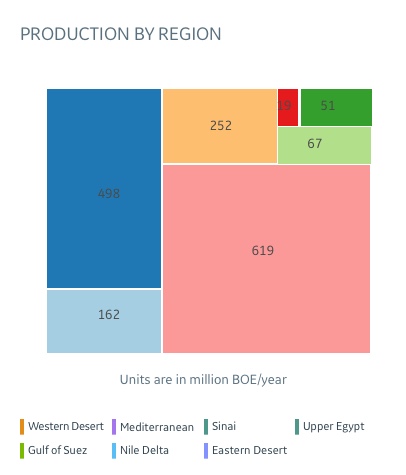 PRODUCTION BY REGION
19 51
252
67
498
619
162
Units are in million BOE/year
Western Desert Mediterranean Sinai Upper Egypt
Gulf of Suez Nile Delta Eastern Desert